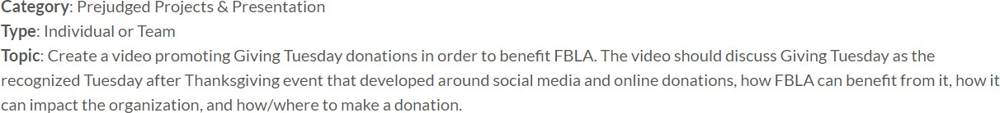 Category: Prejudged Projects & Presentation
Type: Individual or Team
Topic: Create a video promoting Giving Tuesday donations in order to benefit FBLA. The video should discuss Giving Tuesday as the
recognized Tuesday after Thanksgiving event that developed around social media and online donations, how FBLA can benefit from it, how it
can impact the organization, and how/where to make a donation.